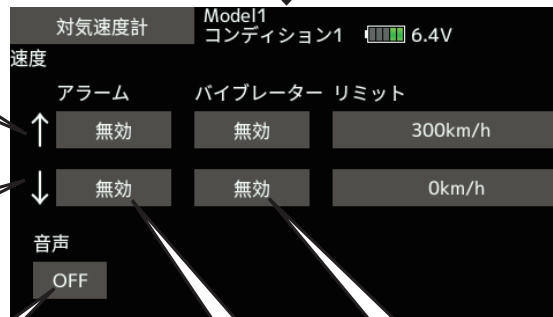 対気速度計
Model1
コンディション1 6.4V
速度
アラーム バイブレーター リミット
↑ 無効 無効 300km/h
↓ 無効 無効 0km/h
音声
OFF